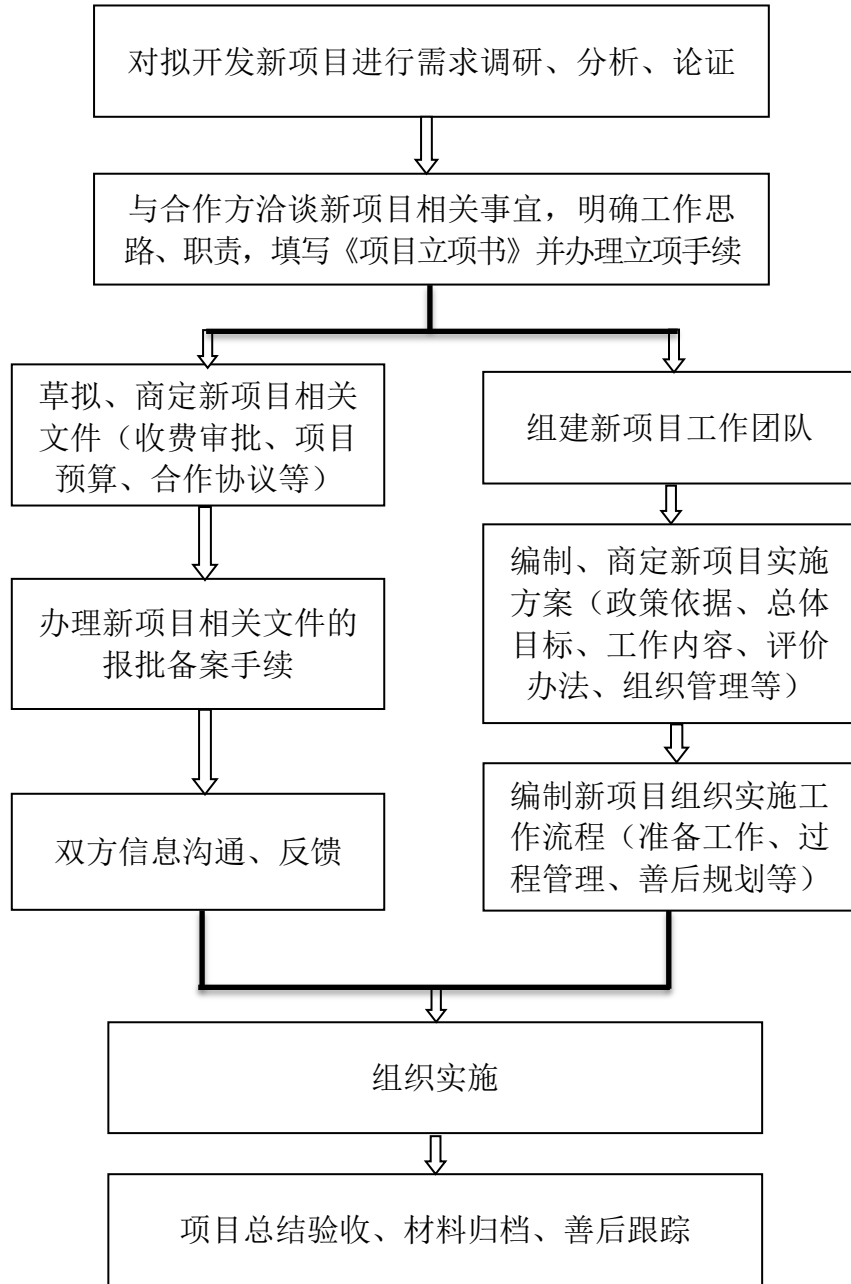 对拟开发新项目进行需求调研、分析、论证
与合作方洽谈新项目相关事宜，明确工作思
路、职责，填写《项目立项书》并办理立项手续
草拟、商定新项目相关
文件（收费审批、项目
预算、合作协议等）
办理新项目相关文件的
报批备案手续
双方信息沟通、反馈
组建新项目工作团队
编制、商定新项目实施
方案（政策依据、总体
目标、工作内容、评价
办法、组织管理等）
编制新项目组织实施工
作流程（准备工作、过
程管理、善后规划等）
组织实施
项目总结验收、材料归档、善后跟踪